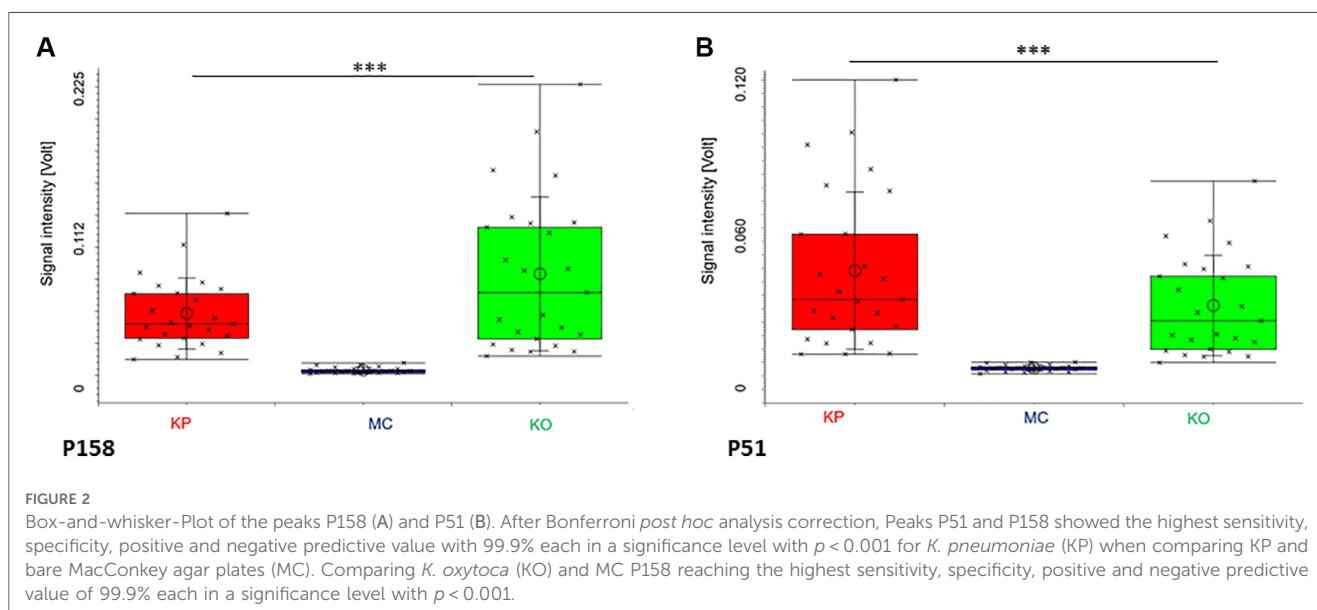 A
***
Signal intensity [Volt]
0.225
0.112
0
KP
MC
KO
P158
B
***
Signal intensity [Volt]
0.120
0.060
0
KP
MC
KO
P51
FIGURE 2
Box-and-whisker-Plot of the peaks P158 (A) and P51 (B). After Bonferroni post hoc analysis correction, Peaks P51 and P158 showed the highest sensitivity,
specificity, positive and negative predictive value with 99.9% each in a significance level with p < 0.001 for K. pneumoniae (KP) when comparing KP and
bare MacConkey agar plates (MC). Comparing K. oxytoca (KO) and MC P158 reaching the highest sensitivity, specificity, positive and negative predictive
value of 99.9% each in a significance level with p < 0.001.